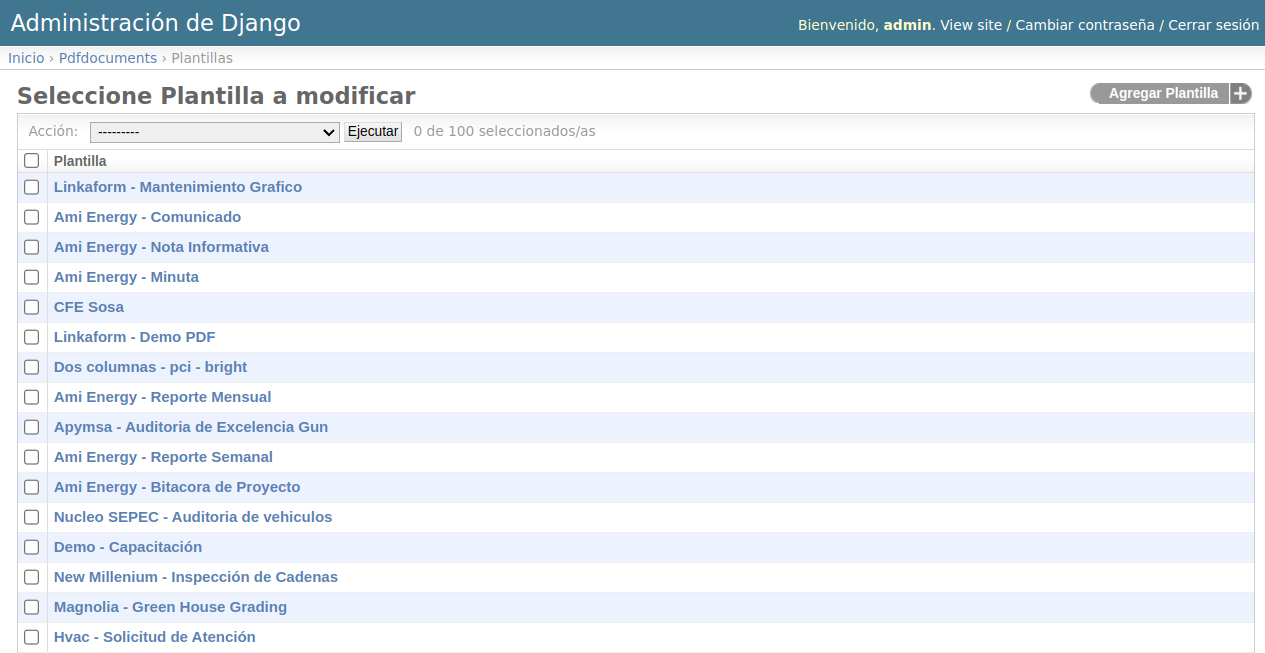 Administración de Django
Bienvenido, admin. View site / Cambiar contraseña / Cerrar sesión
Inicio › Pdfdocuments › Plantillas
Seleccione Plantilla a modificar
Agregar Plantilla +
Acción: --------- Ejecutar 0 de 100 seleccionados/as
Plantilla
Linkaform - Mantenimiento Grafico
Ami Energy - Comunicado
Ami Energy - Nota Informativa
Ami Energy - Minuta
CFE Sosa
Linkaform - Demo PDF
Dos columnas - pci - bright
Ami Energy - Reporte Mensual
Apymsa - Auditoria de Excelencia Gun
Ami Energy - Reporte Semanal
Ami Energy - Bitacora de Proyecto
Nucleo SEPEC - Auditoria de vehiculos
Demo - Capacitación
New Millenium - Inspección de Cadenas
Magnolia - Green House Grading
Hvac - Solicitud de Atención